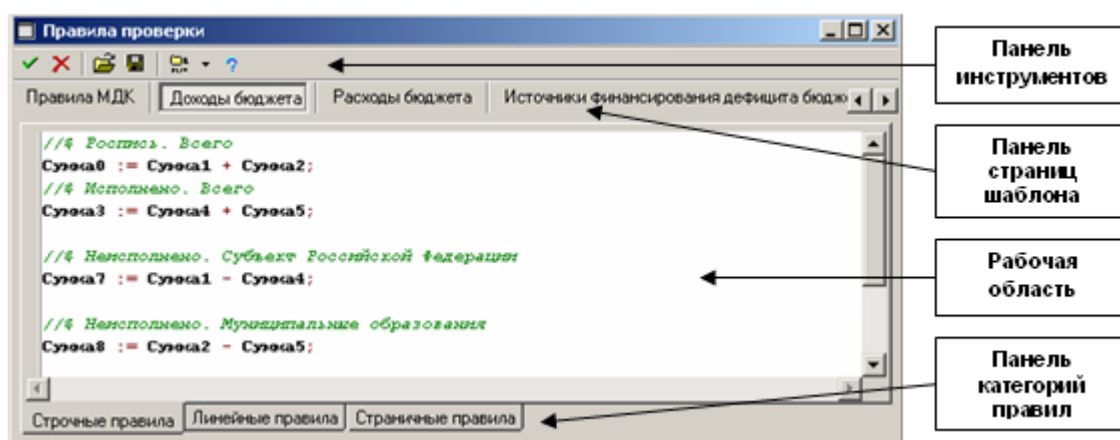 Правила проверки
Правила МДК Доходы бюджета Расходы бюджета Источники финансирования дефицита бюдж
//& Роспись. Всего
Сумма0 := Сумма1 + Сумма2;
//& Исполнено. Всего
Сумма3 := Сумма4 + Сумма5;
//& Неисполнено. Субъект Российской Федерации
Сумма7 := Сумма1 - Сумма4;
//& Неисполнено. Муниципальные образования
Сумма8 := Сумма2 - Сумма5;
Строчные правила Линейные правила Страничные правила
Панель
инструментов
Панель
страниц
шаблона
Рабочая
область
Панель
категорий
правил